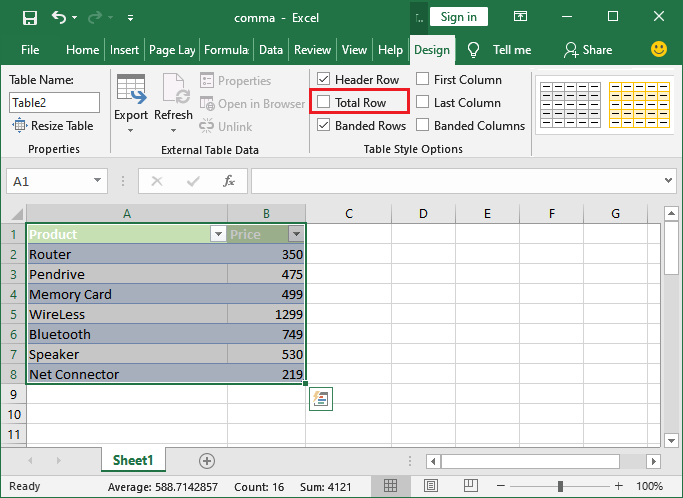 comma - Excel
Sign in
File Home Insert Page Lay Formula: Data Review View Help Design Tell me Share
Table Name:
Table2
Resize Table
Properties
Export
Refresh
Properties
Open in Browser
Unlink
External Table Data
Header Row
Total Row
Banded Rows
First Column
Last Column
Banded Columns
Table Style Options
A1 fx
A B C D E F G
1 Product Price
2 Router 350
3 Pendrive 475
4 Memory Card 499
5 WireLess 1299
6 Bluetooth 749
7 Speaker 530
8 Net Connector 219
9
10
11
Sheet1
Ready Average: 588.7142857 Count: 16 Sum: 4121 100%